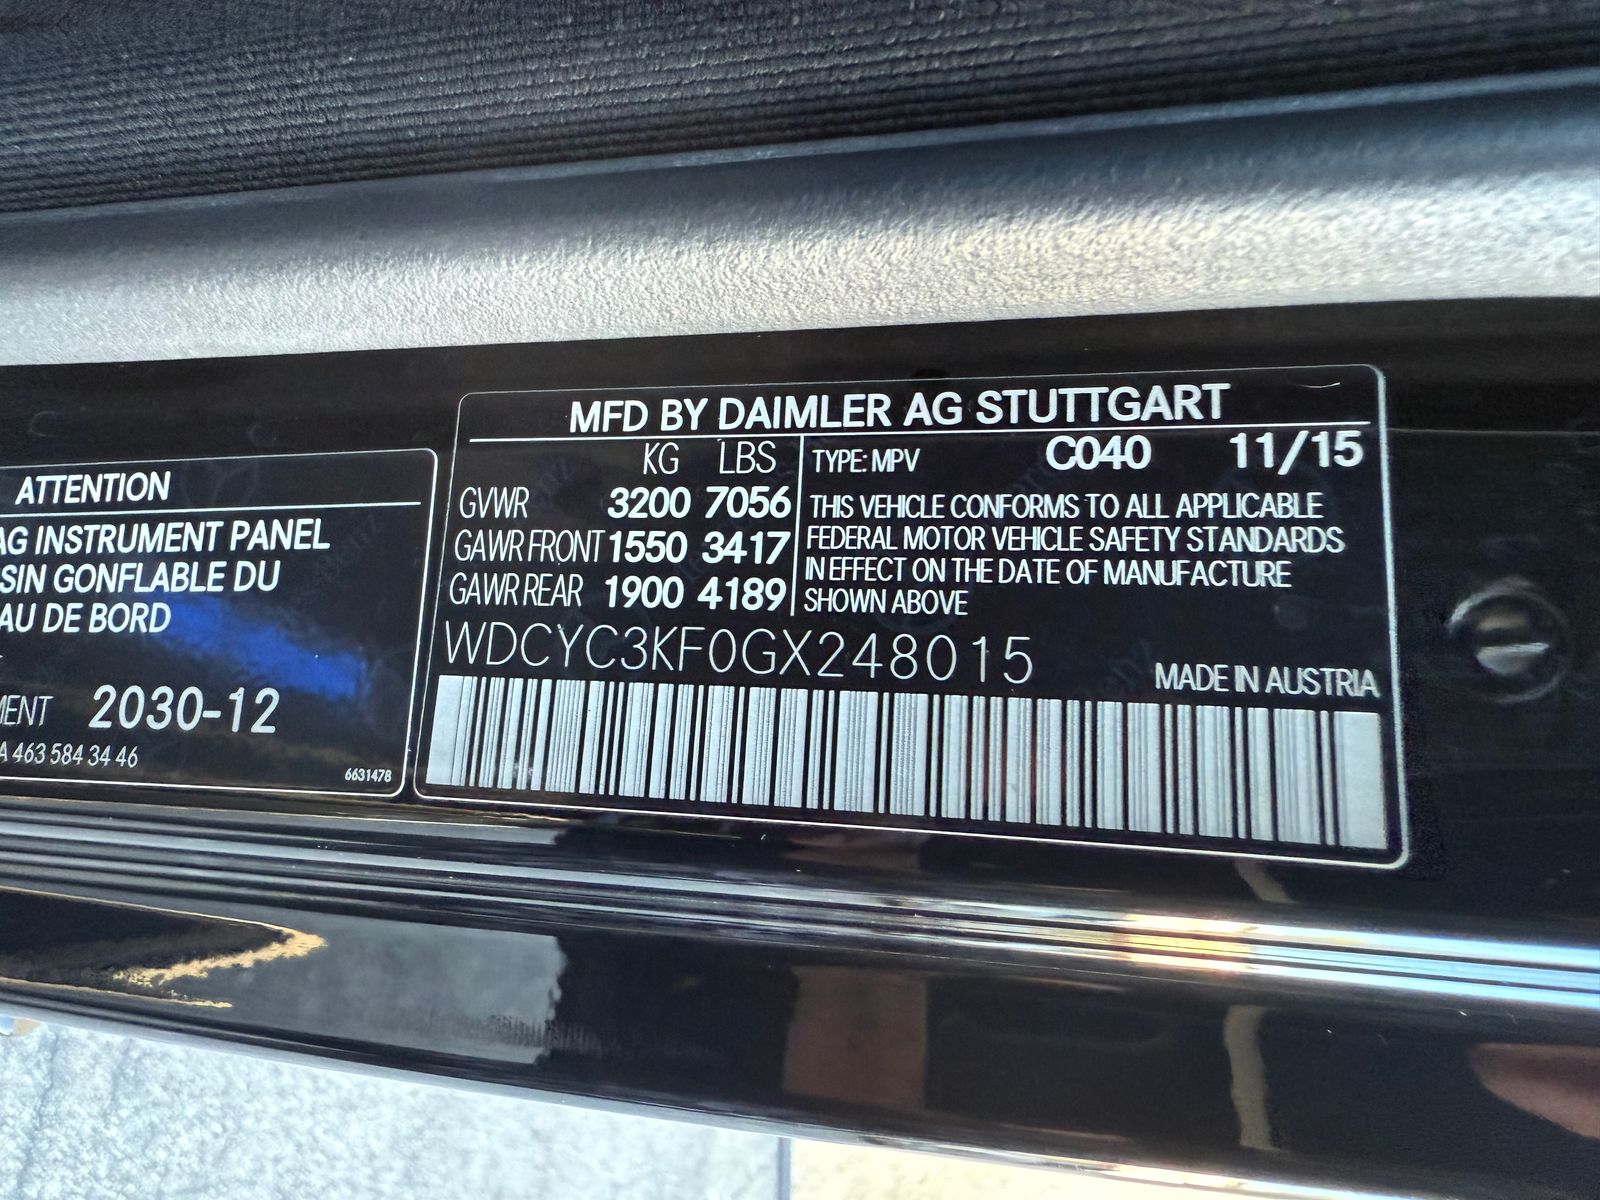 ATTENTION
AG INSTRUMENT PANEL
SIN GONFLABLE DU
AU DE BORD
MENT 2030-12
A 463 584 34 46
6631478
MFD BY DAIMLER AG STUTTGART
KG LBS
GVWR 3200 7056
GAWR FRONT 1550 3417
GAWR REAR 1900 4189
TYPE: MPV C040 11/15
THIS VEHICLE CONFORMS TO ALL APPLICABLE
FEDERAL MOTOR VEHICLE SAFETY STANDARDS
IN EFFECT ON THE DATE OF MANUFACTURE
SHOWN ABOVE
WDCYC3KF0GX248015
MADE IN AUSTRIA